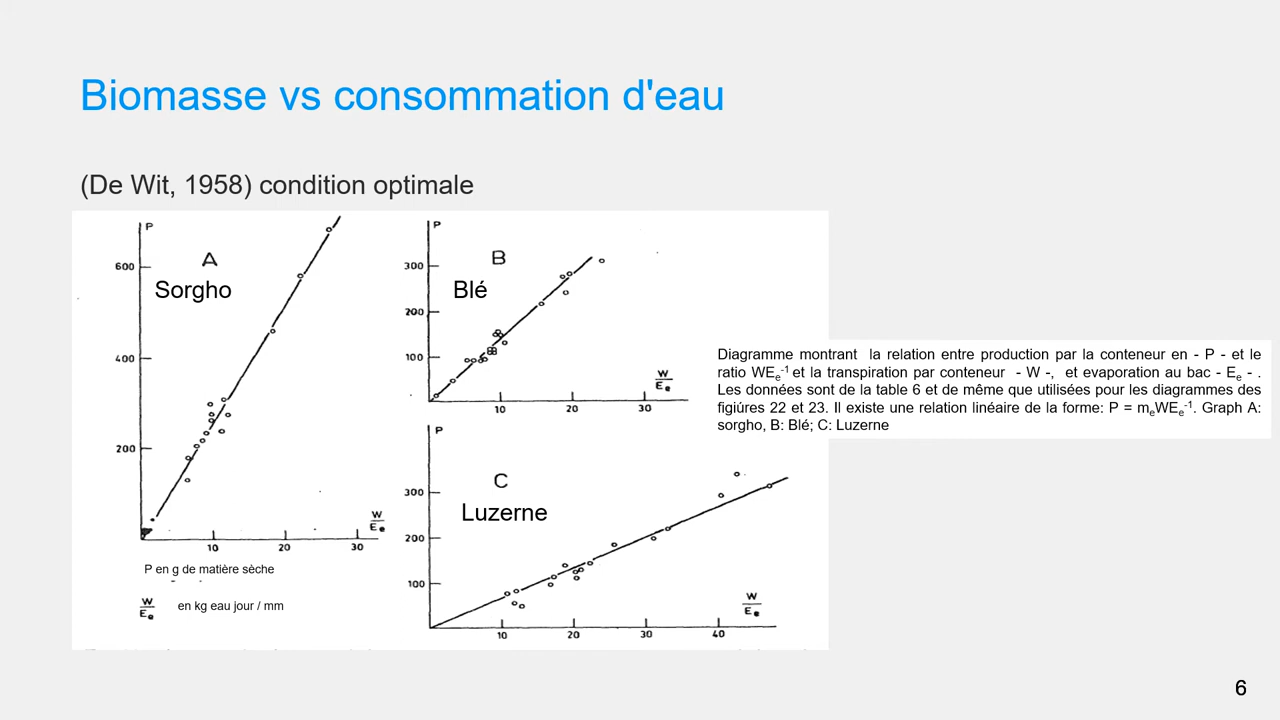 Biomasse vs consommation d'eau
(De Wit, 1958) condition optimale
P
A
Sorgho
600
400
200
10
20
30
W
Ee
P en g de matière sèche
W
Ee
en kg eau jour / mm
P
B
Blé
300
200
100
10
20
30
W
Ee
P
C
Luzerne
300
200
100
10
20
30
40
W
Ee
Diagramme montrant la relation entre production par la conteneur en - P - et le
ratio WEe-1 et la transpiration par conteneur - W -, et evaporation au bac - Ee - .
Les données sont de la table 6 et de même que utilisées pour les diagrammes des
figiúres 22 et 23. Il existe une relation linéaire de la forme: P = meWEe-1. Graph A:
sorgho, B: Blé; C: Luzerne
6